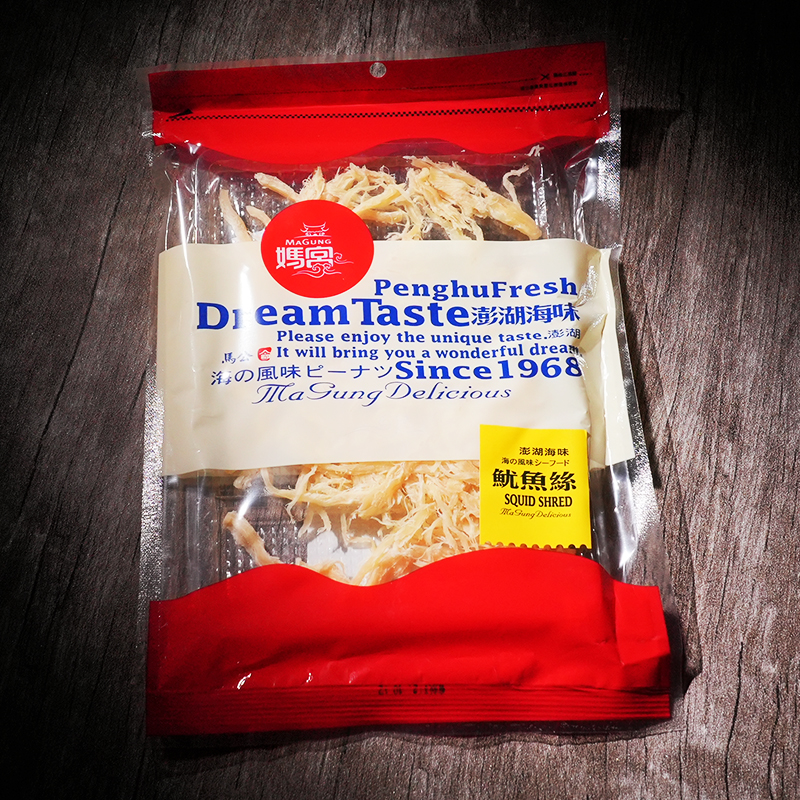 MAGUNG
媽宮
PenghuFresh
DreamTaste澎湖海味
Please enjoy the unique taste.澎湖
馬公 It will bring you a wonderful dream.
海の風味ピーナツSince1968
MaGung Delicious
澎湖海味
海の風味シーフード
魷魚絲
SQUID SHRED
MaGung Delicious